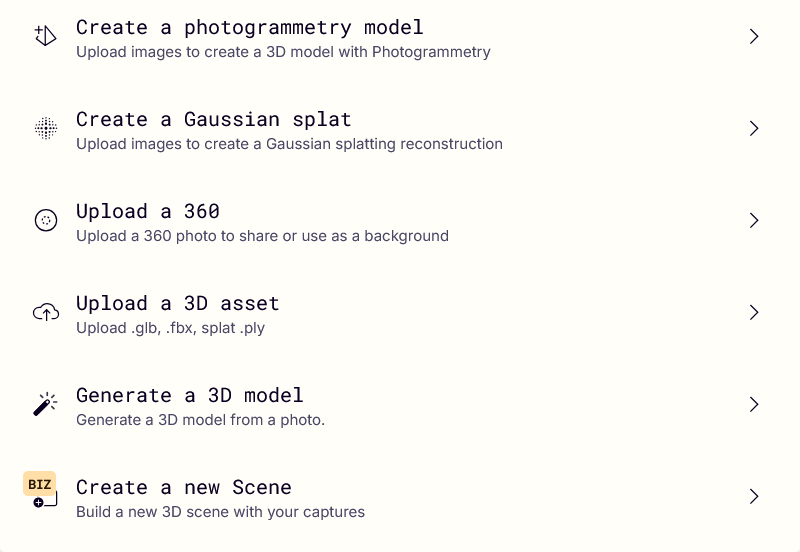 Create a photogrammetry model
Upload images to create a 3D model with Photogrammetry
Create a Gaussian splat
Upload images to create a Gaussian splatting reconstruction
Upload a 360
Upload a 360 photo to share or use as a background
Upload a 3D asset
Upload .glb, .fbx, splat .ply
Generate a 3D model
Generate a 3D model from a photo.
BIZ
Create a new Scene
Build a new 3D scene with your captures